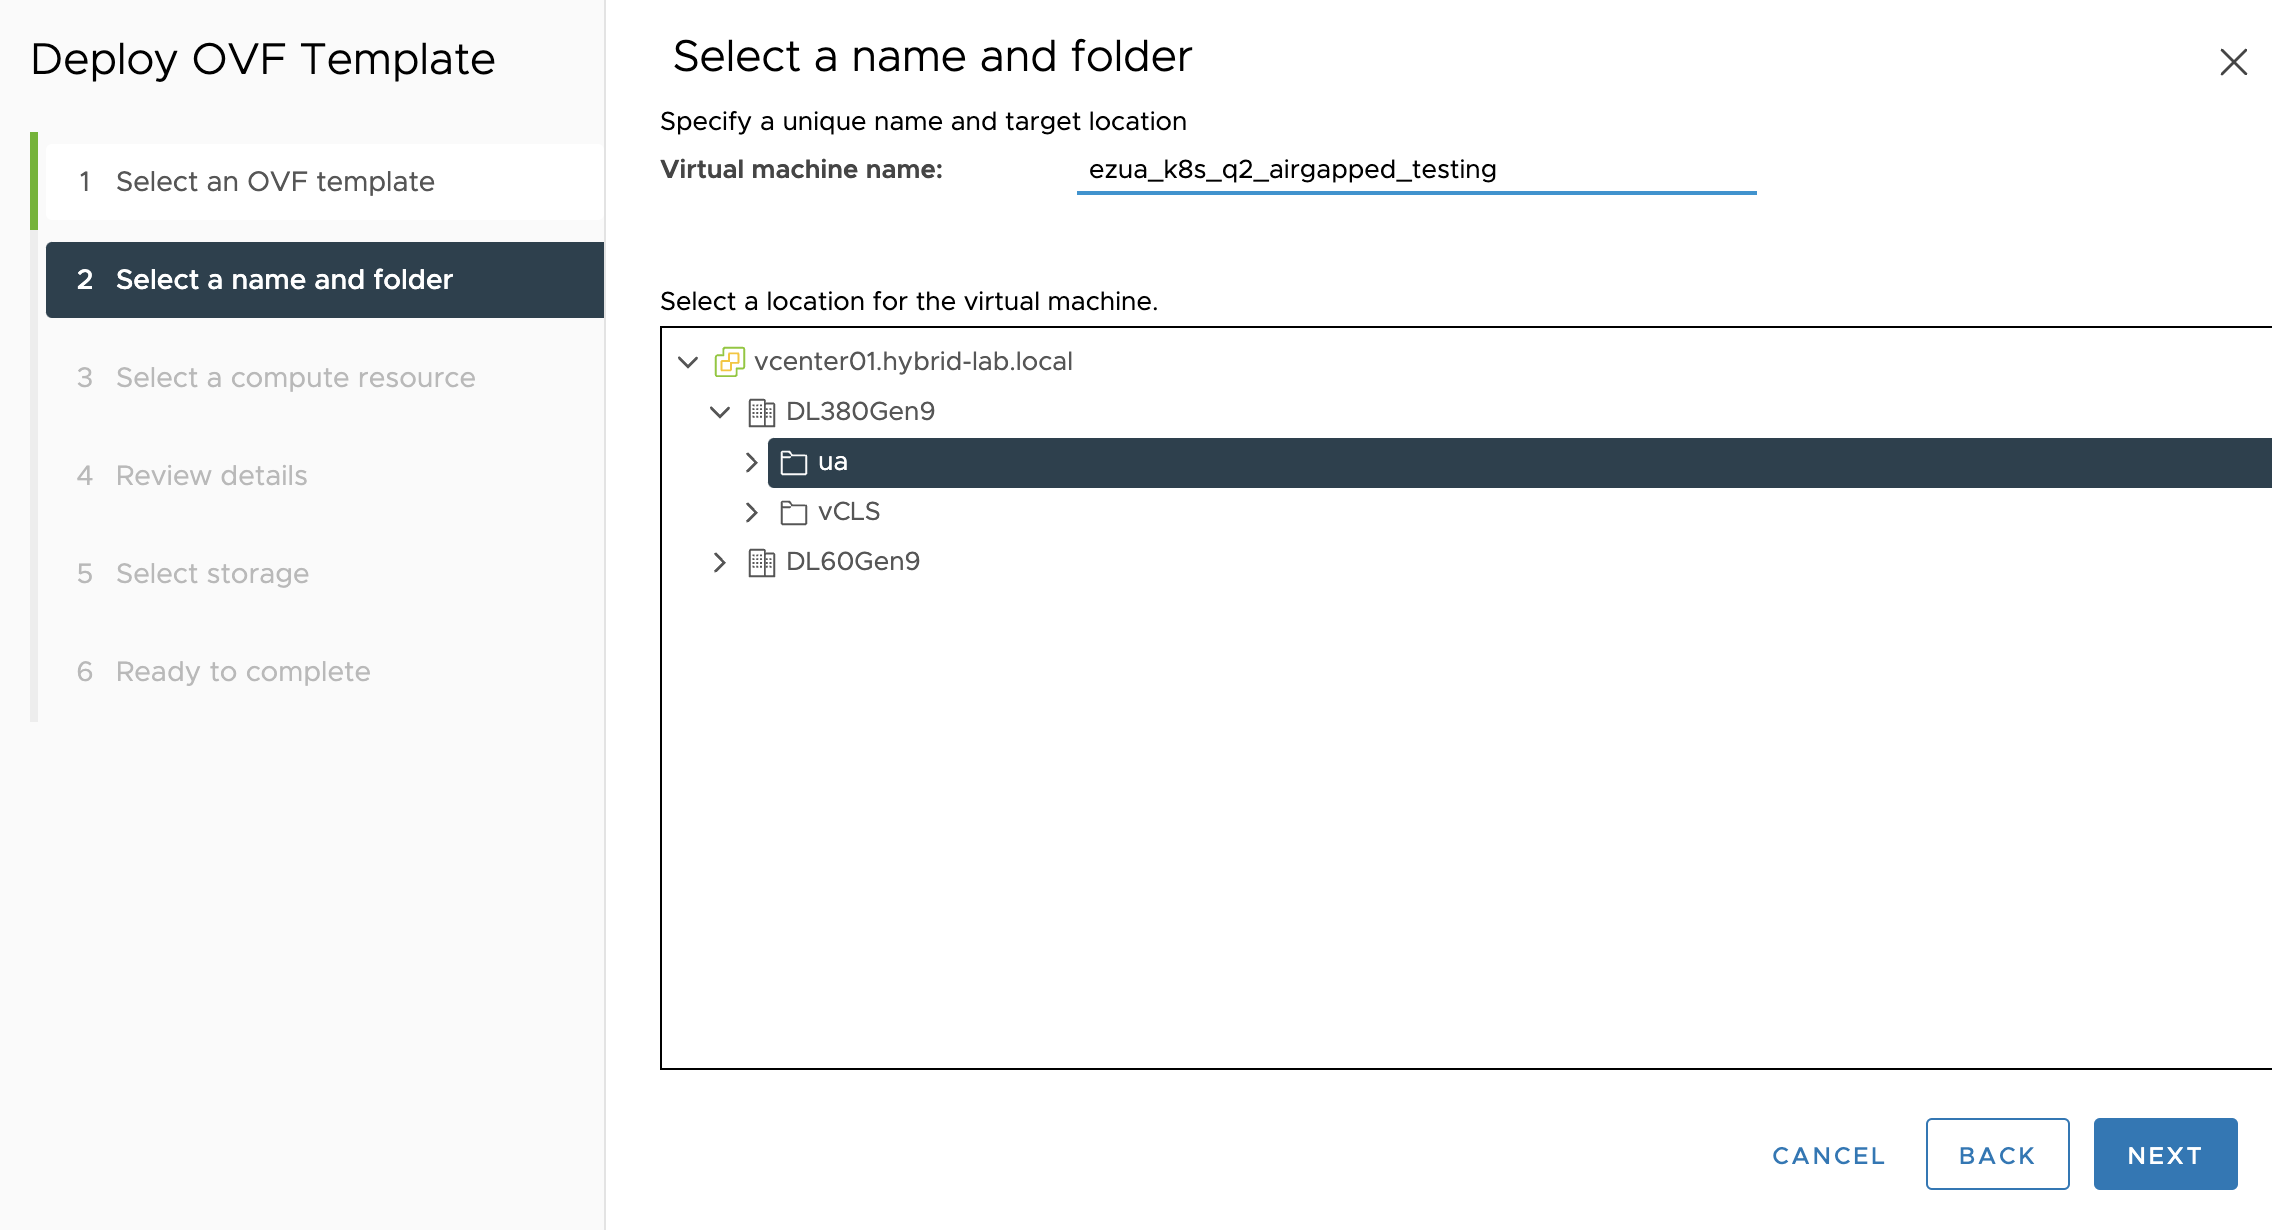 Deploy OVF Template
1 Select an OVF template
2 Select a name and folder
3 Select a compute resource
4 Review details
5 Select storage
6 Ready to complete
Select a name and folder
Specify a unique name and target location
Virtual machine name: ezua_k8s_q2_airgapped_testing
Select a location for the virtual machine.
vcenter01.hybrid-lab.local
DL380Gen9
ua
vCLS
DL60Gen9
CANCEL BACK NEXT